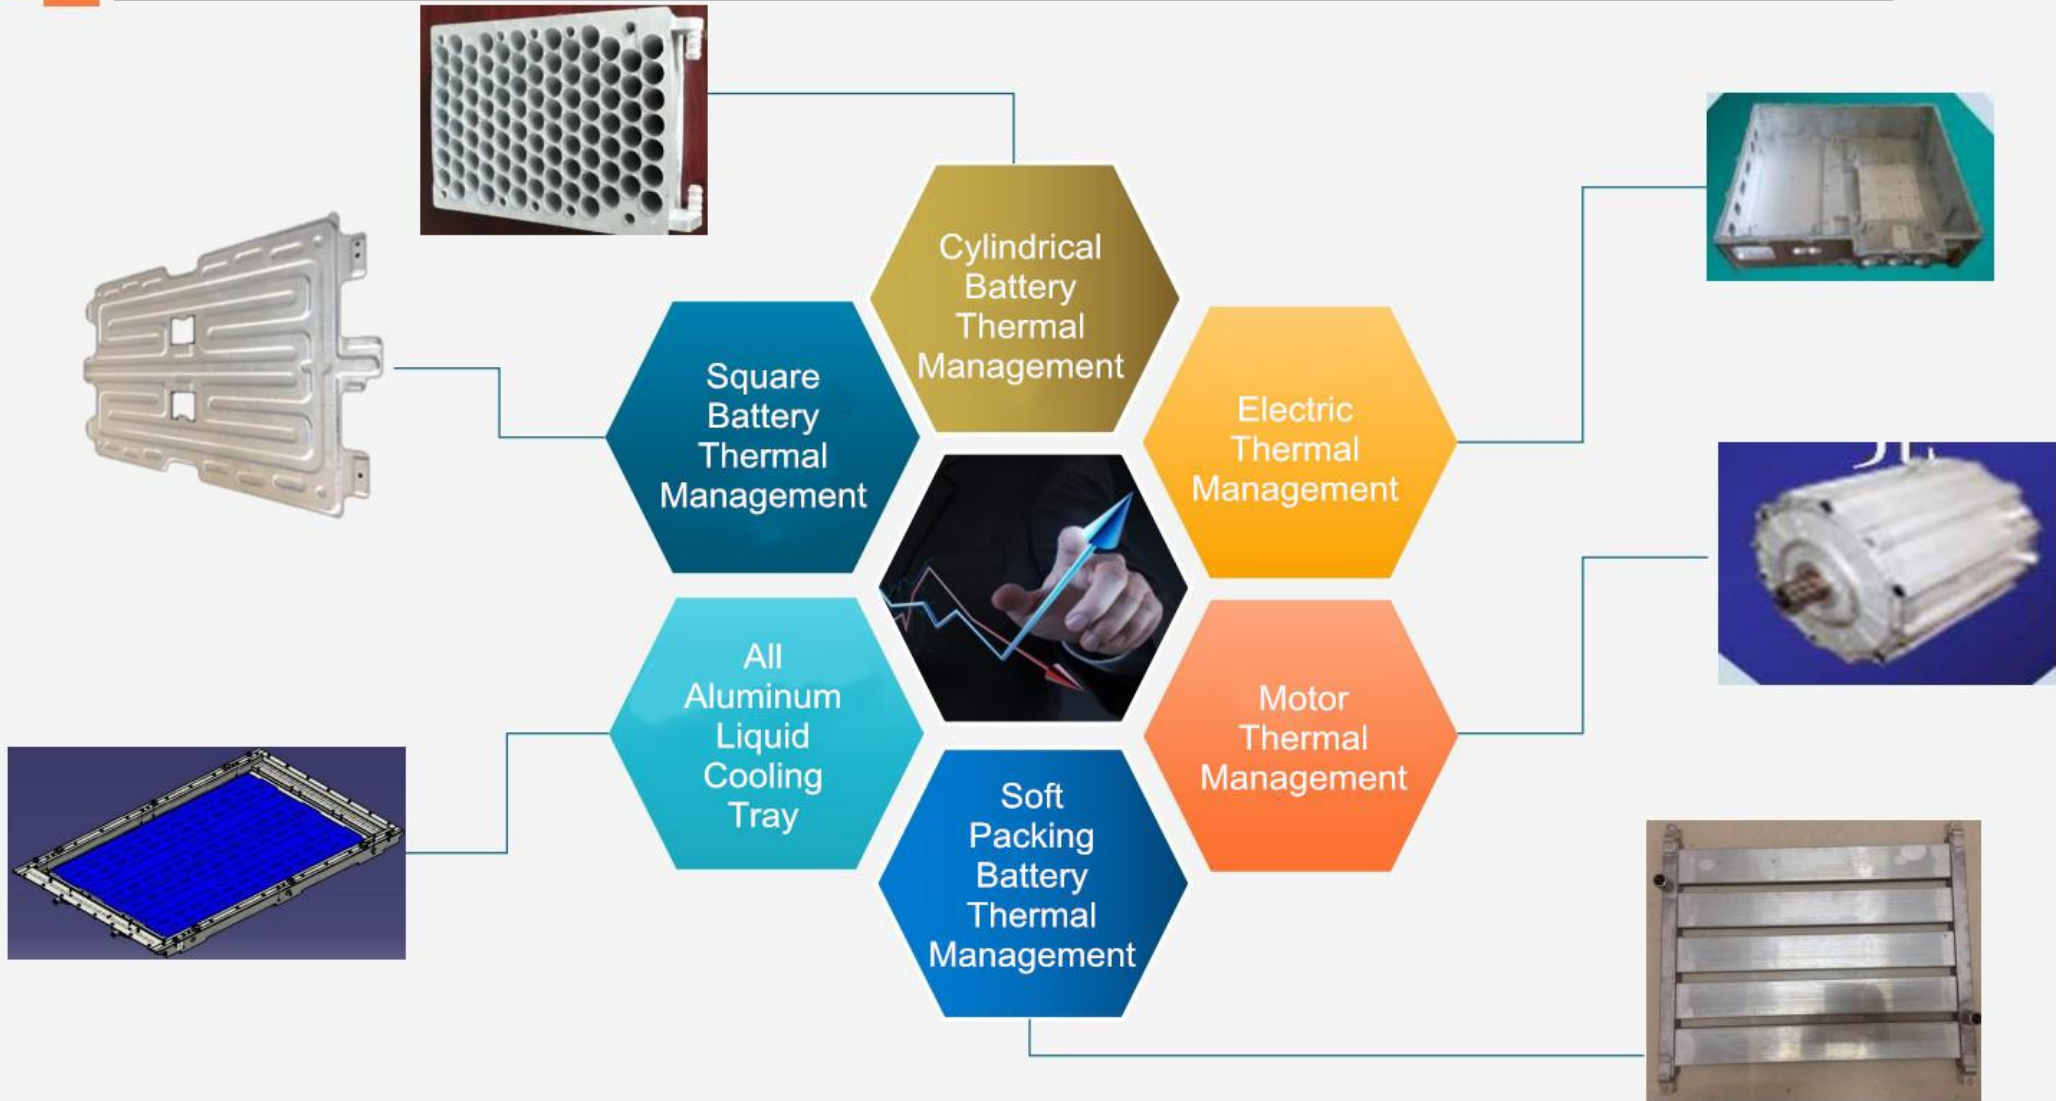 Cylindrical
Battery
Thermal
Management
Square
Battery
Thermal
Management
Electric
Thermal
Management
All
Aluminum
Liquid
Cooling
Tray
Motor
Thermal
Management
Soft
Packing
Battery
Thermal
Management